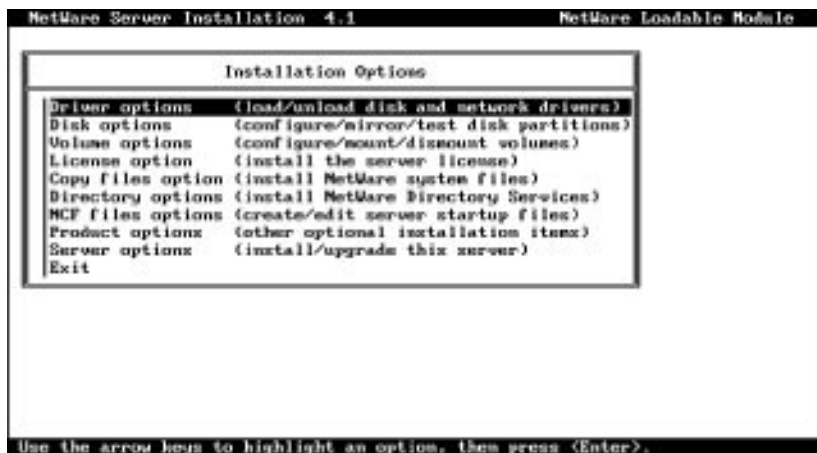 NetWare Server Installation 4.1 NetWare Loadable Module
Installation Options
Driver options (load/unload disk and network drivers)
Disk options (configure/mirror/test disk partitions)
Volume options (configure/mount/dismount volumes)
License option (install the server license)
Copy files option (install NetWare system files)
Directory options (install NetWare Directory Services)
NCF files options (create/edit server startup files)
Product options (other optional installation items)
Server options (install/upgrade this server)
Exit
Use the arrow keys to highlight an option, then press <Enter>.